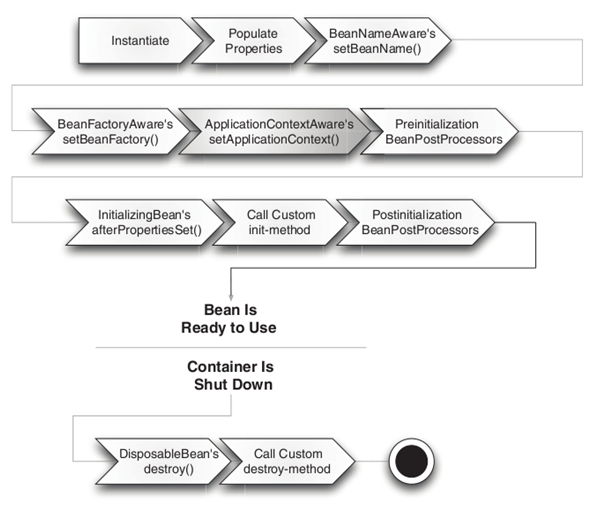 Instantiate
Populate
Properties
BeanNameAware's
setBeanName()
BeanFactoryAware's
setBeanFactory()
ApplicationContextAware's
setApplicationContext()
Preinitialization
BeanPostProcessors
InitializingBean's
afterPropertiesSet()
Call Custom
init-method
Postinitialization
BeanPostProcessors
Bean Is
Ready to Use
Container Is
Shut Down
DisposableBean's
destroy()
Call Custom
destroy-method